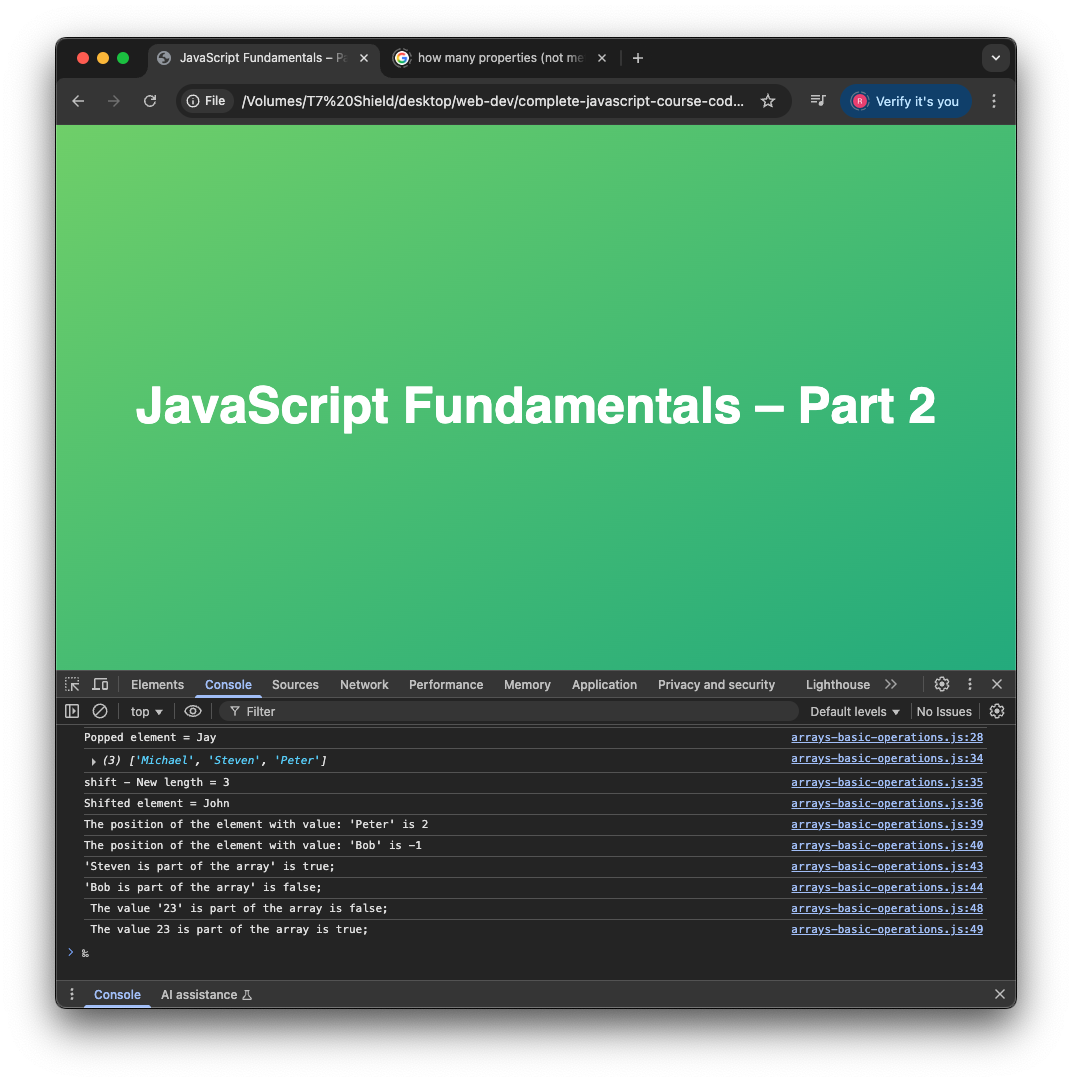 JavaScript Fundamentals – Pa
how many properties (not me
File
/Volumes/T7%20Shield/desktop/web-dev/complete-javascript-course-cod...
R
Verify it's you
JavaScript Fundamentals – Part 2
Elements Console Sources Network Performance Memory Application Privacy and security Lighthouse
top
Filter
Default levels
No Issues
Popped element = Jay arrays-basic-operations.js:28
(3) ['Michael', 'Steven', 'Peter'] arrays-basic-operations.js:34
shift - New length = 3 arrays-basic-operations.js:35
Shifted element = John arrays-basic-operations.js:36
The position of the element with value: 'Peter' is 2 arrays-basic-operations.js:39
The position of the element with value: 'Bob' is -1 arrays-basic-operations.js:40
'Steven is part of the array' is true; arrays-basic-operations.js:43
'Bob is part of the array' is false; arrays-basic-operations.js:44
The value '23' is part of the array is false; arrays-basic-operations.js:48
The value 23 is part of the array is true; arrays-basic-operations.js:49
Console AI assistance